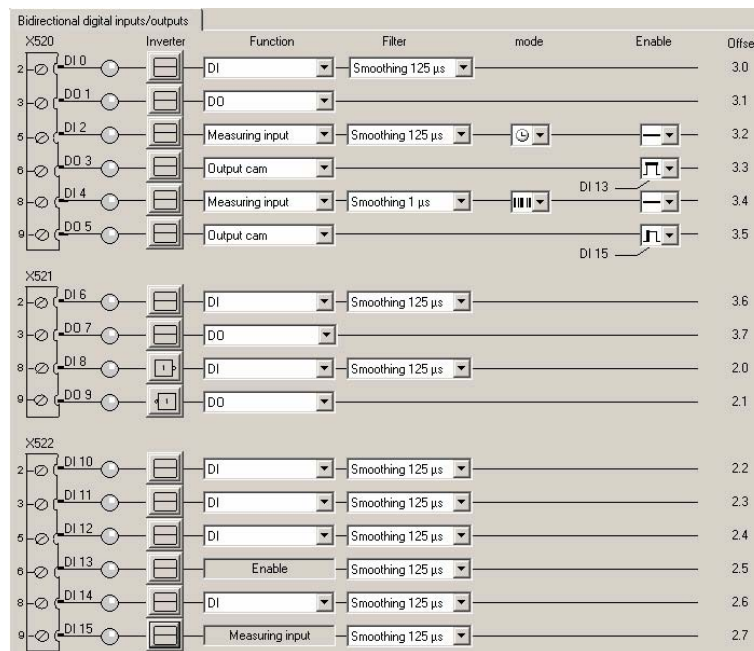 Bidirectional digital inputs/outputs
X520 Inverter Function Filter mode Enable Offse
2 DI 0 DI Smoothing 125 µs 3.0
3 DO 1 DO 3.1
5 DI 2 Measuring input Smoothing 125 µs 3.2
6 DO 3 Output cam 3.3
DI 13
8 DI 4 Measuring input Smoothing 1 µs 3.4
9 DO 5 Output cam 3.5
DI 15
X521
2 DI 6 DI Smoothing 125 µs 3.6
3 DO 7 DO 3.7
8 DI 8 1 DI Smoothing 125 µs 2.0
9 DO 9 1 DO 2.1
X522
2 DI 10 DI Smoothing 125 µs 2.2
3 DI 11 DI Smoothing 125 µs 2.3
5 DI 12 DI Smoothing 125 µs 2.4
6 DI 13 Enable Smoothing 125 µs 2.5
8 DI 14 DI Smoothing 125 µs 2.6
9 DI 15 Measuring input Smoothing 125 µs 2.7